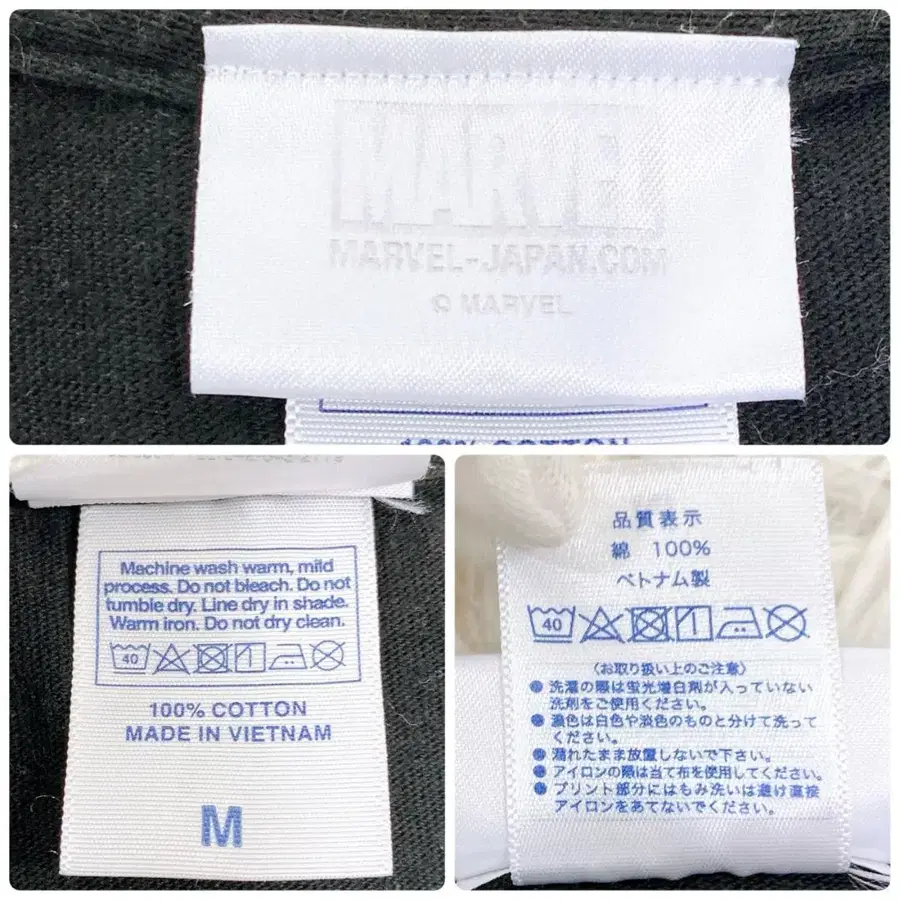 MARVEL
MARVEL-JAPAN.COM
© MARVEL
100% COTTON
Machine wash warm, mild
process. Do not bleach. Do not
tumble dry. Line dry in shade.
Warm iron. Do not dry clean.
40
100% COTTON
MADE IN VIETNAM
M
品質表示
綿 100%
ベトナム製
40
〈お取り扱い上のご注意〉
● 洗濯の際は蛍光増白剤が入っていない
洗剤をご使用ください。
● 濃色は白色や淡色のものと分けて洗って
ください。
● 濡れたまま放置しないで下さい。
● アイロンの際は当て布を使用してください。
● プリント部分にはもみ洗いは避け直接
アイロンをあてないでください。